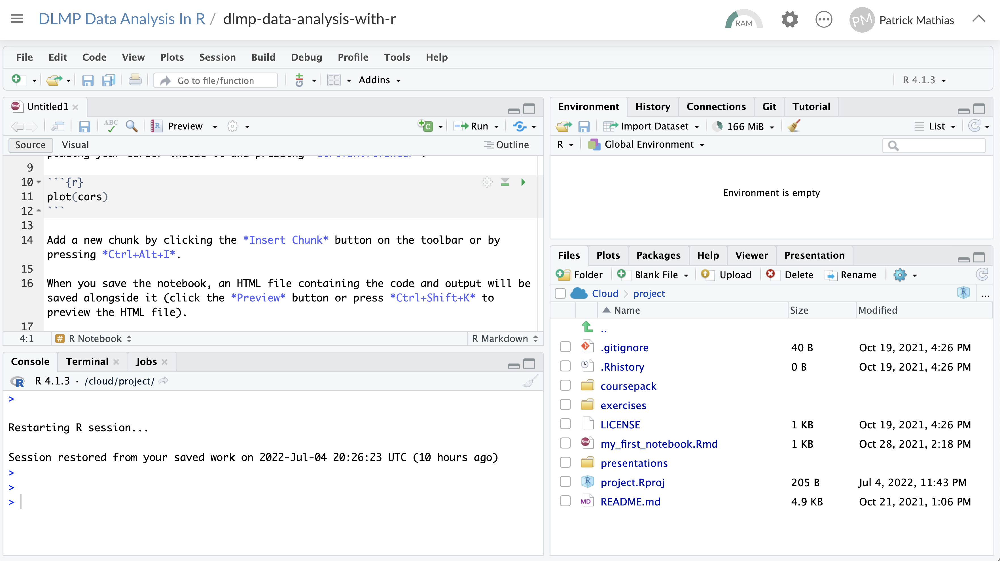 DLMP Data Analysis In R / dlmp-data-analysis-with-r
RAM
PM Patrick Mathias
File Edit Code View Plots Session Build Debug Profile Tools Help
Go to file/function
Addins
R 4.1.3
Untitled1
ABC
Preview
Run
Source Visual
Outline
placing your cursor inside it and pressing *Ctrl+Shift+Enter*.
9
10 ```{r}
11 plot(cars)
12 ```
13
14 Add a new chunk by clicking the *Insert Chunk* button on the toolbar or by
pressing *Ctrl+Alt+I*.
15
16 When you save the notebook, an HTML file containing the code and output will be
saved alongside it (click the *Preview* button or press *Ctrl+Shift+K* to
preview the HTML file).
17
4:1 # R Notebook R Markdown
Console Terminal Jobs
R 4.1.3 · /cloud/project/
>
Restarting R session...
Session restored from your saved work on 2022-Jul-04 20:26:23 UTC (10 hours ago)
>
>
>
Environment History Connections Git Tutorial
Import Dataset 166 MiB List
R Global Environment
Environment is empty
Files Plots Packages Help Viewer Presentation
Folder Blank File Upload Delete Rename
Cloud > project ...
Name Size Modified
..
.gitignore 40 B Oct 19, 2021, 4:26 PM
.Rhistory 0 B Oct 19, 2021, 4:26 PM
coursepack
exercises
LICENSE 1 KB Oct 19, 2021, 4:26 PM
my_first_notebook.Rmd 1 KB Oct 28, 2021, 2:18 PM
presentations
project.Rproj 205 B Jul 4, 2022, 11:43 PM
README.md 4.9 KB Oct 21, 2021, 1:06 PM